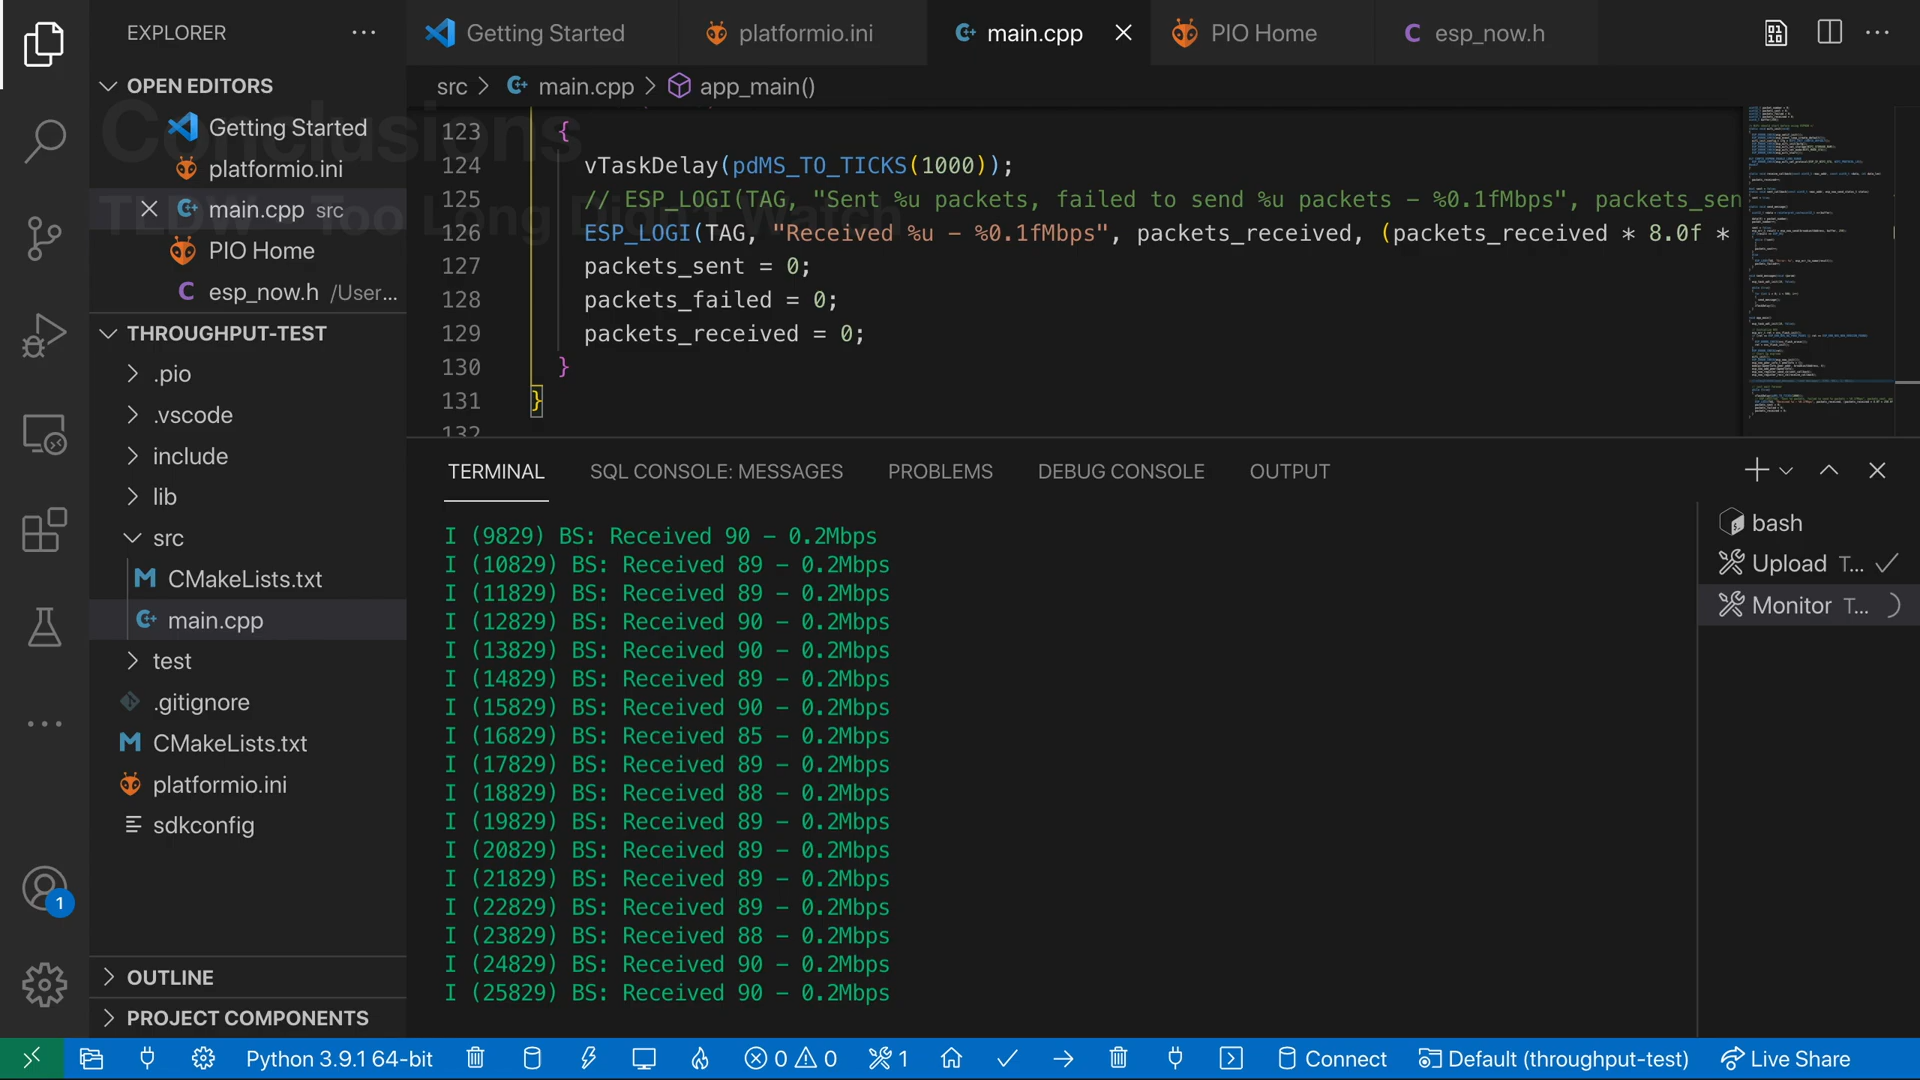 EXPLORER
Getting Started
platformio.ini
main.cpp
PIO Home
esp_now.h
OPEN EDITORS
Getting Started
platformio.ini
main.cpp src
PIO Home
esp_now.h /User...
THROUGHPUT-TEST
.pio
.vscode
include
lib
src
CMakeLists.txt
main.cpp
test
.gitignore
CMakeLists.txt
platformio.ini
sdkconfig
OUTLINE
PROJECT COMPONENTS
Conclusions
TLDW - Too Long Didn't Watch
src > main.cpp > app_main()
123 {
124 vTaskDelay(pdMS_TO_TICKS(1000));
125 // ESP_LOGI(TAG, "Sent %u packets, failed to send %u packets - %0.1fMbps", packets_sen
126 ESP_LOGI(TAG, "Received %u - %0.1fMbps", packets_received, (packets_received * 8.0f *
127 packets_sent = 0;
128 packets_failed = 0;
129 packets_received = 0;
130 }
131 }
132
TERMINAL
SQL CONSOLE: MESSAGES
PROBLEMS
DEBUG CONSOLE
OUTPUT
I (9829) BS: Received 90 - 0.2Mbps
I (10829) BS: Received 89 - 0.2Mbps
I (11829) BS: Received 89 - 0.2Mbps
I (12829) BS: Received 90 - 0.2Mbps
I (13829) BS: Received 90 - 0.2Mbps
I (14829) BS: Received 89 - 0.2Mbps
I (15829) BS: Received 90 - 0.2Mbps
I (16829) BS: Received 85 - 0.2Mbps
I (17829) BS: Received 89 - 0.2Mbps
I (18829) BS: Received 88 - 0.2Mbps
I (19829) BS: Received 89 - 0.2Mbps
I (20829) BS: Received 89 - 0.2Mbps
I (21829) BS: Received 89 - 0.2Mbps
I (22829) BS: Received 89 - 0.2Mbps
I (23829) BS: Received 88 - 0.2Mbps
I (24829) BS: Received 90 - 0.2Mbps
I (25829) BS: Received 90 - 0.2Mbps
bash
Upload T...
Monitor T...
1
Python 3.9.1 64-bit
0
0
1
Connect
Default (throughput-test)
Live Share